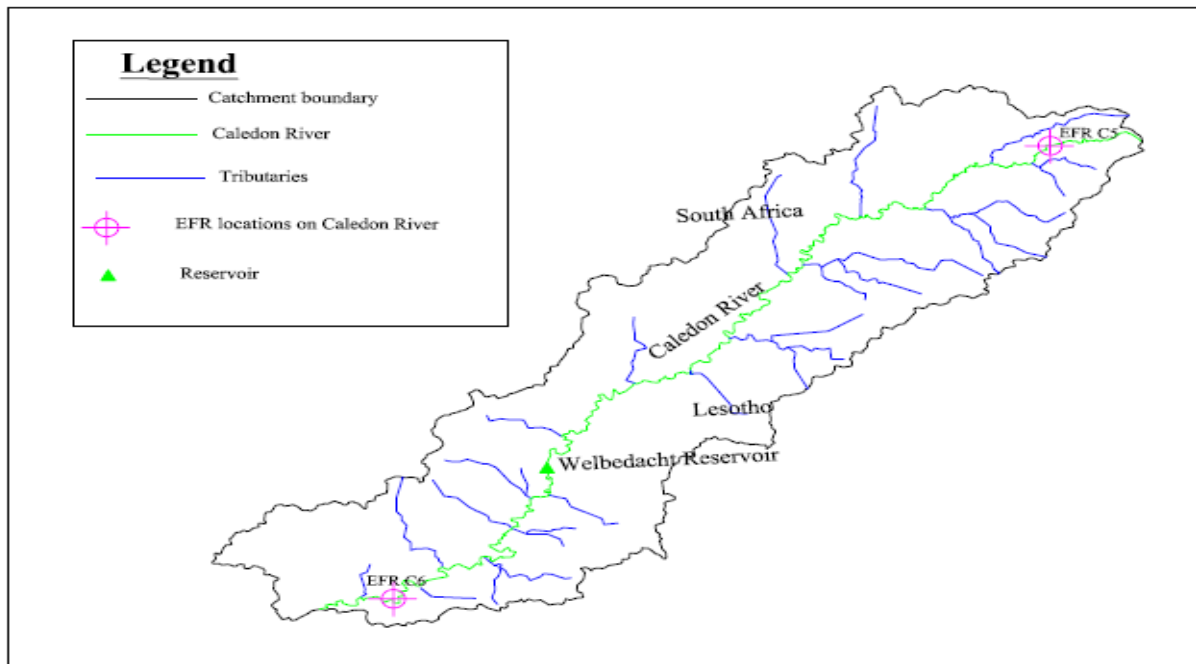 Legend
Catchment boundary
Caledon River
Tributaries
EFR locations on Caledon River
Reservoir
EFR C5
South Africa
Caledon River
Lesotho
Welbedacht Reservoir
EFR C6